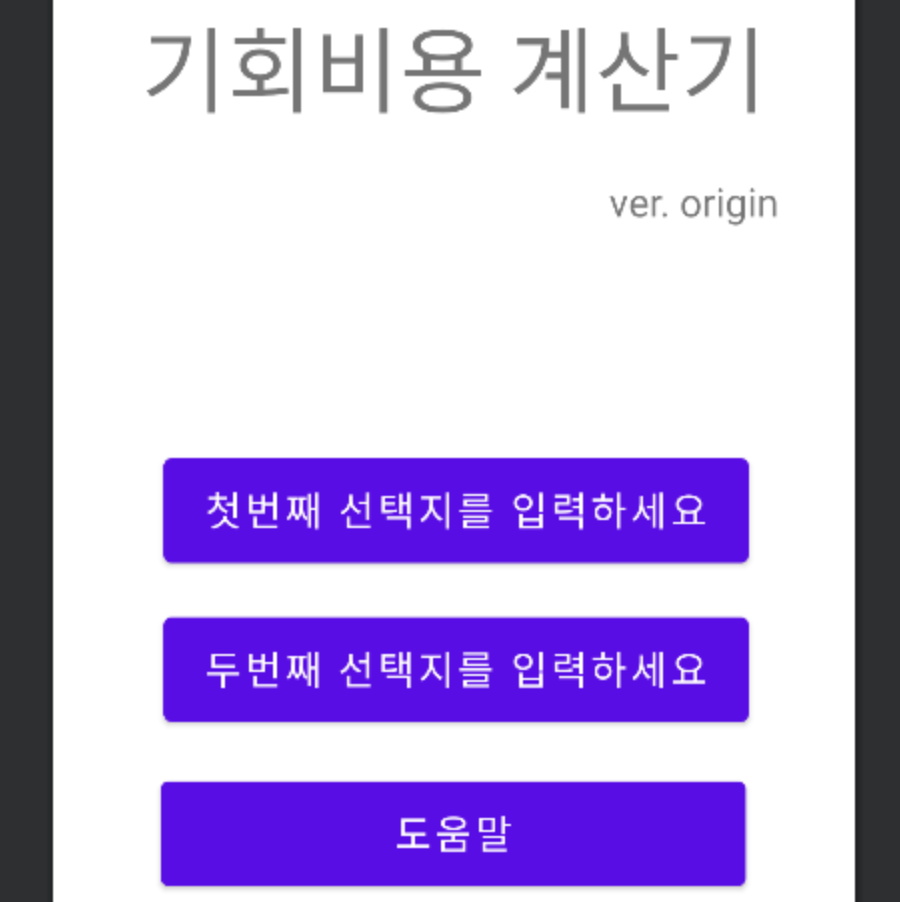 기회비용 계산기
ver. origin
첫번째 선택지를 입력하세요
두번째 선택지를 입력하세요
도움말